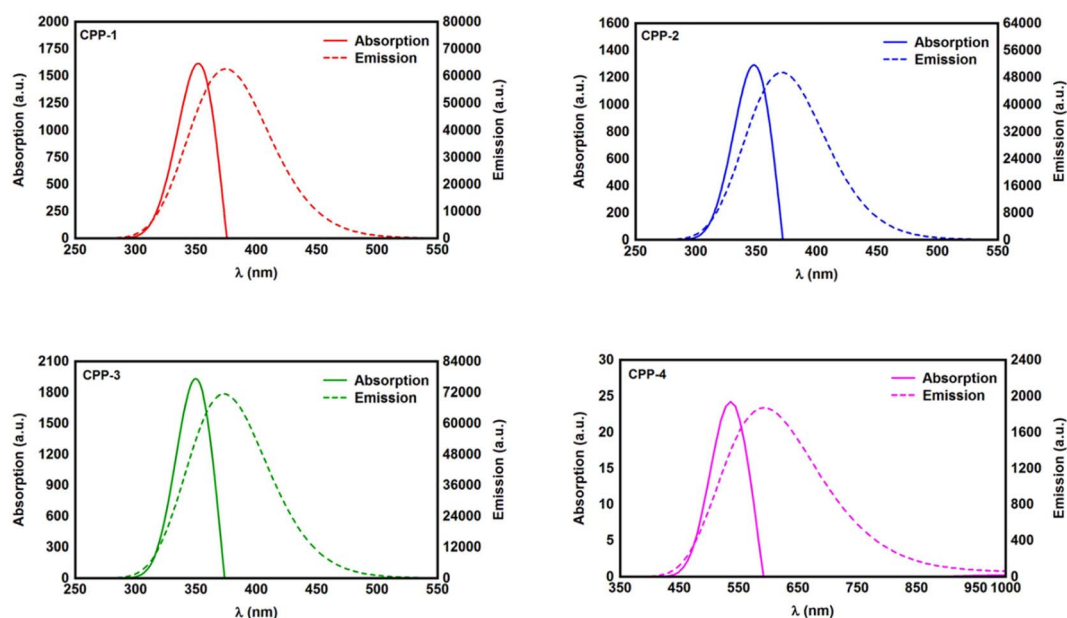 CPP-1
Absorption
Emission
2000
1750
1500
1250
1000
750
500
250
0
Absorption (a.u.)
80000
70000
60000
50000
40000
30000
20000
10000
0
Emission (a.u.)
250 300 350 400 450 500 550
λ (nm)
CPP-2
Absorption
Emission
1600
1400
1200
1000
800
600
400
200
0
Absorption (a.u.)
64000
56000
48000
40000
32000
24000
16000
8000
0
Emission (a.u.)
250 300 350 400 450 500 550
λ (nm)
CPP-3
Absorption
Emission
2100
1800
1500
1200
900
600
300
0
Absorption (a.u.)
84000
72000
60000
48000
36000
24000
12000
0
Emission (a.u.)
250 300 350 400 450 500 550
λ (nm)
CPP-4
Absorption
Emission
30
25
20
15
10
5
0
Absorption (a.u.)
2400
2000
1600
1200
800
400
0
Emission (a.u.)
350 450 550 650 750 850 950 1000
λ (nm)